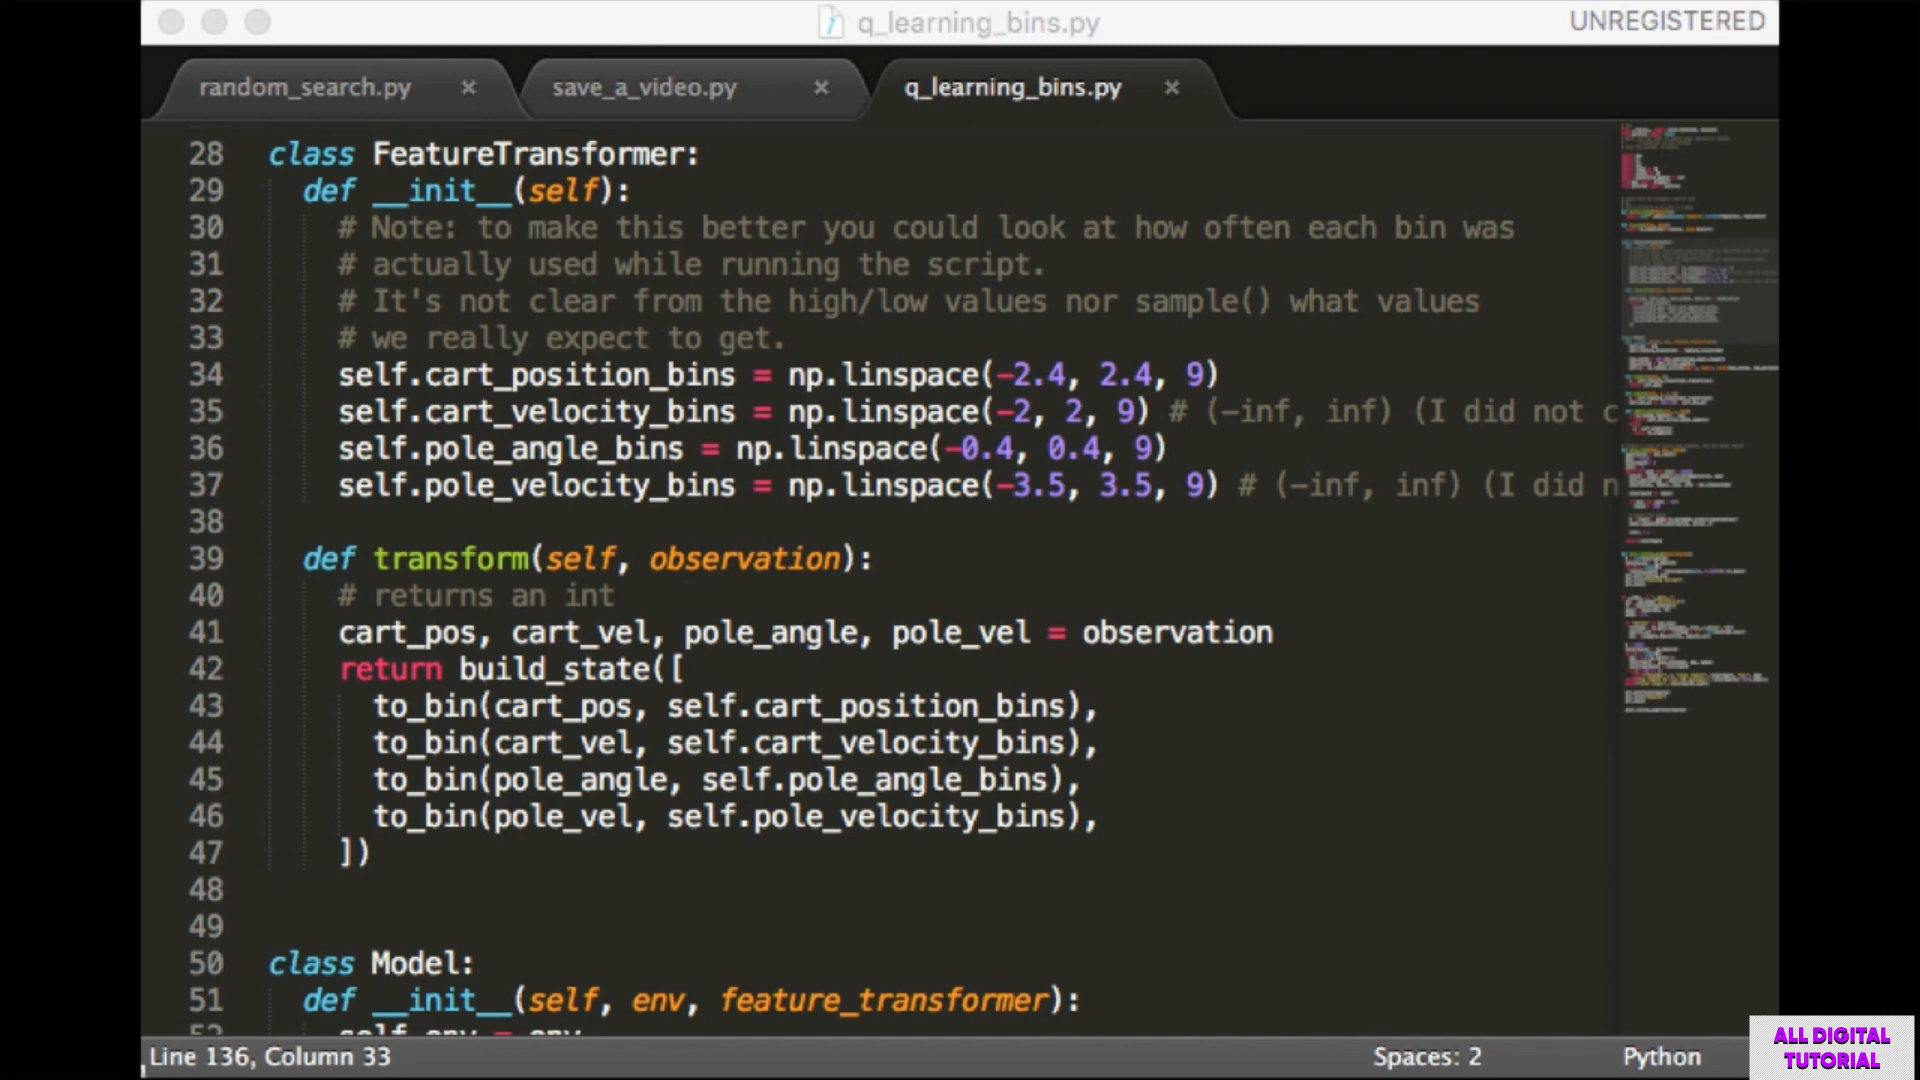 q_learning_bins.py
UNREGISTERED
random_search.py
save_a_video.py
q_learning_bins.py
28 class FeatureTransformer:
29 def __init__(self):
30 # Note: to make this better you could look at how often each bin was
31 # actually used while running the script.
32 # It's not clear from the high/low values nor sample() what values
33 # we really expect to get.
34 self.cart_position_bins = np.linspace(-2.4, 2.4, 9)
35 self.cart_velocity_bins = np.linspace(-2, 2, 9) # (-inf, inf) (I did not c
36 self.pole_angle_bins = np.linspace(-0.4, 0.4, 9)
37 self.pole_velocity_bins = np.linspace(-3.5, 3.5, 9) # (-inf, inf) (I did n
38
39 def transform(self, observation):
40 # returns an int
41 cart_pos, cart_vel, pole_angle, pole_vel = observation
42 return build_state([
43 to_bin(cart_pos, self.cart_position_bins),
44 to_bin(cart_vel, self.cart_velocity_bins),
45 to_bin(pole_angle, self.pole_angle_bins),
46 to_bin(pole_vel, self.pole_velocity_bins),
47 ])
48
49
50 class Model:
51 def __init__(self, env, feature_transformer):
52 self.env = env
Line 136, Column 33
Spaces: 2
Python
ALL DIGITAL
TUTORIAL